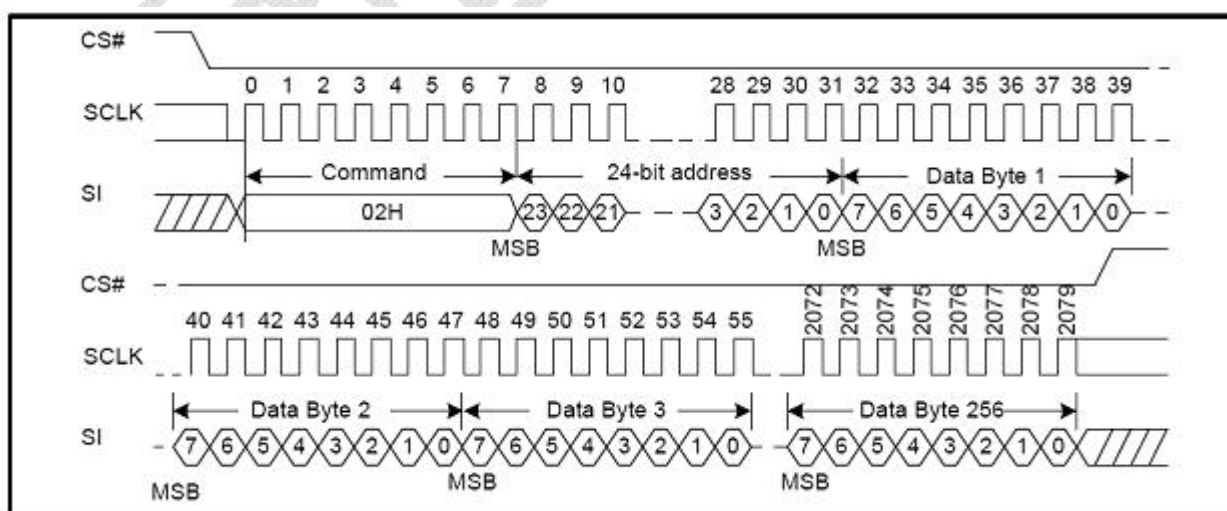 CS#
0 1 2 3 4 5 6 7 8 9 10 28 29 30 31 32 33 34 35 36 37 38 39
SCLK
Command 24-bit address Data Byte 1
SI
02H 23 22 21 3 2 1 0 7 6 5 4 3 2 1 0
MSB MSB
CS#
40 41 42 43 44 45 46 47 48 49 50 51 52 53 54 55 2072 2073 2074 2075 2076 2077 2078 2079
SCLK
Data Byte 2 Data Byte 3 Data Byte 256
SI
7 6 5 4 3 2 1 0 7 6 5 4 3 2 1 0 7 6 5 4 3 2 1 0
MSB MSB MSB